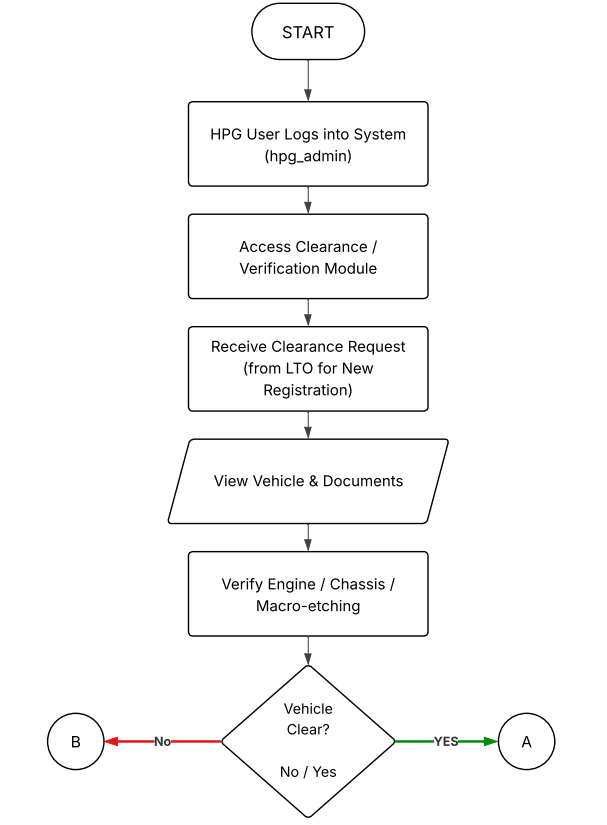 START
HPG User Logs into System
(hpg_admin)
Access Clearance /
Verification Module
Receive Clearance Request
(from LTO for New
Registration)
View Vehicle & Documents
Verify Engine / Chassis /
Macro-etching
Vehicle
Clear?
No / Yes
B
No
YES
A